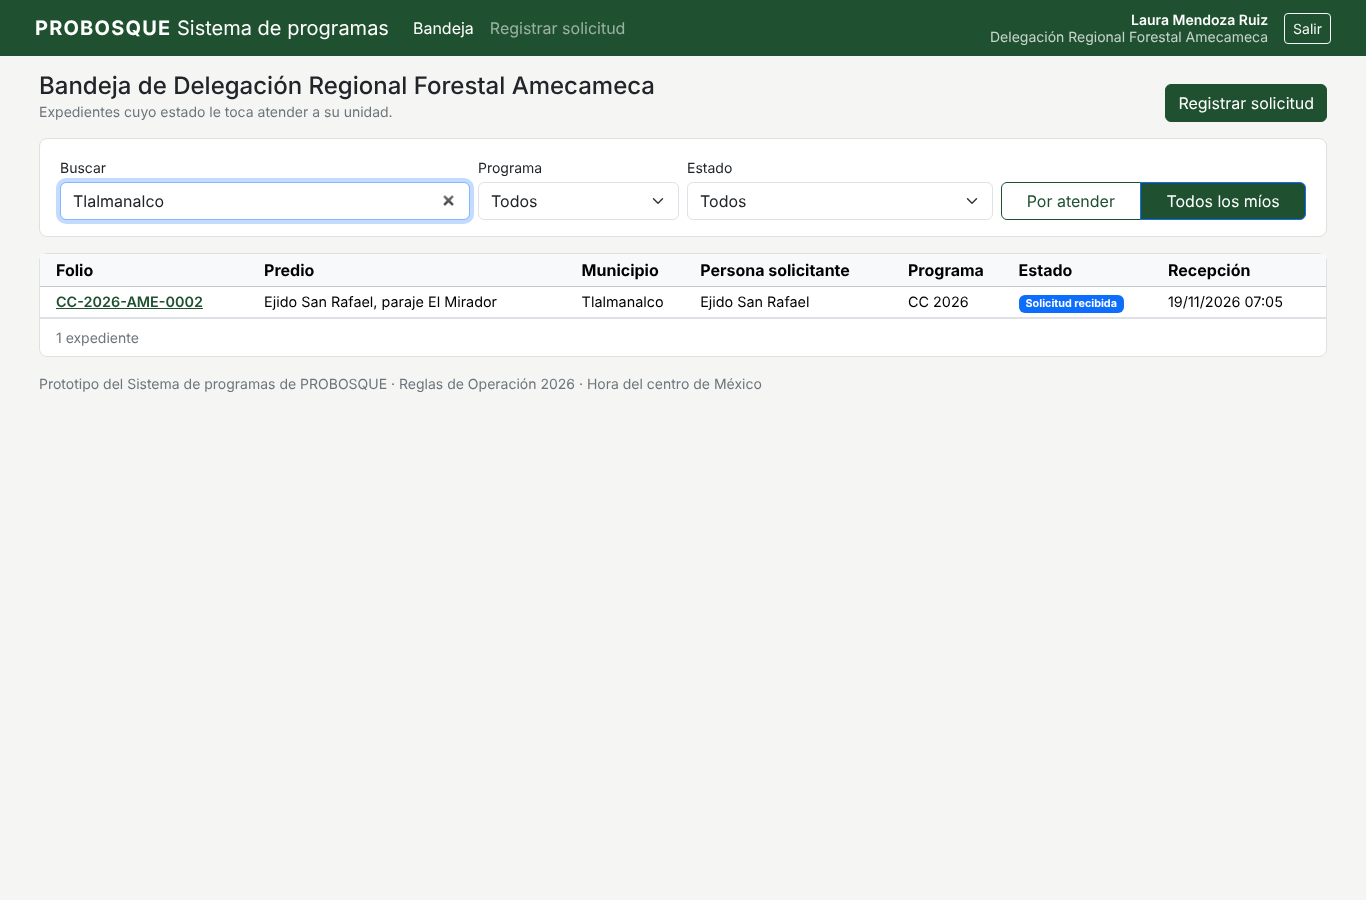 PROBOSQUE Sistema de programas Bandeja Registrar solicitud
Laura Mendoza Ruiz
Delegación Regional Forestal Amecameca
Salir
Bandeja de Delegación Regional Forestal Amecameca
Expedientes cuyo estado le toca atender a su unidad.
Registrar solicitud
Buscar Programa Estado
Tlalmanalco Todos Todos Por atender Todos los míos
Folio Predio Municipio Persona solicitante Programa Estado Recepción
CC-2026-AME-0002 Ejido San Rafael, paraje El Mirador Tlalmanalco Ejido San Rafael CC 2026 Solicitud recibida 19/11/2026 07:05
1 expediente
Prototipo del Sistema de programas de PROBOSQUE · Reglas de Operación 2026 · Hora del centro de México